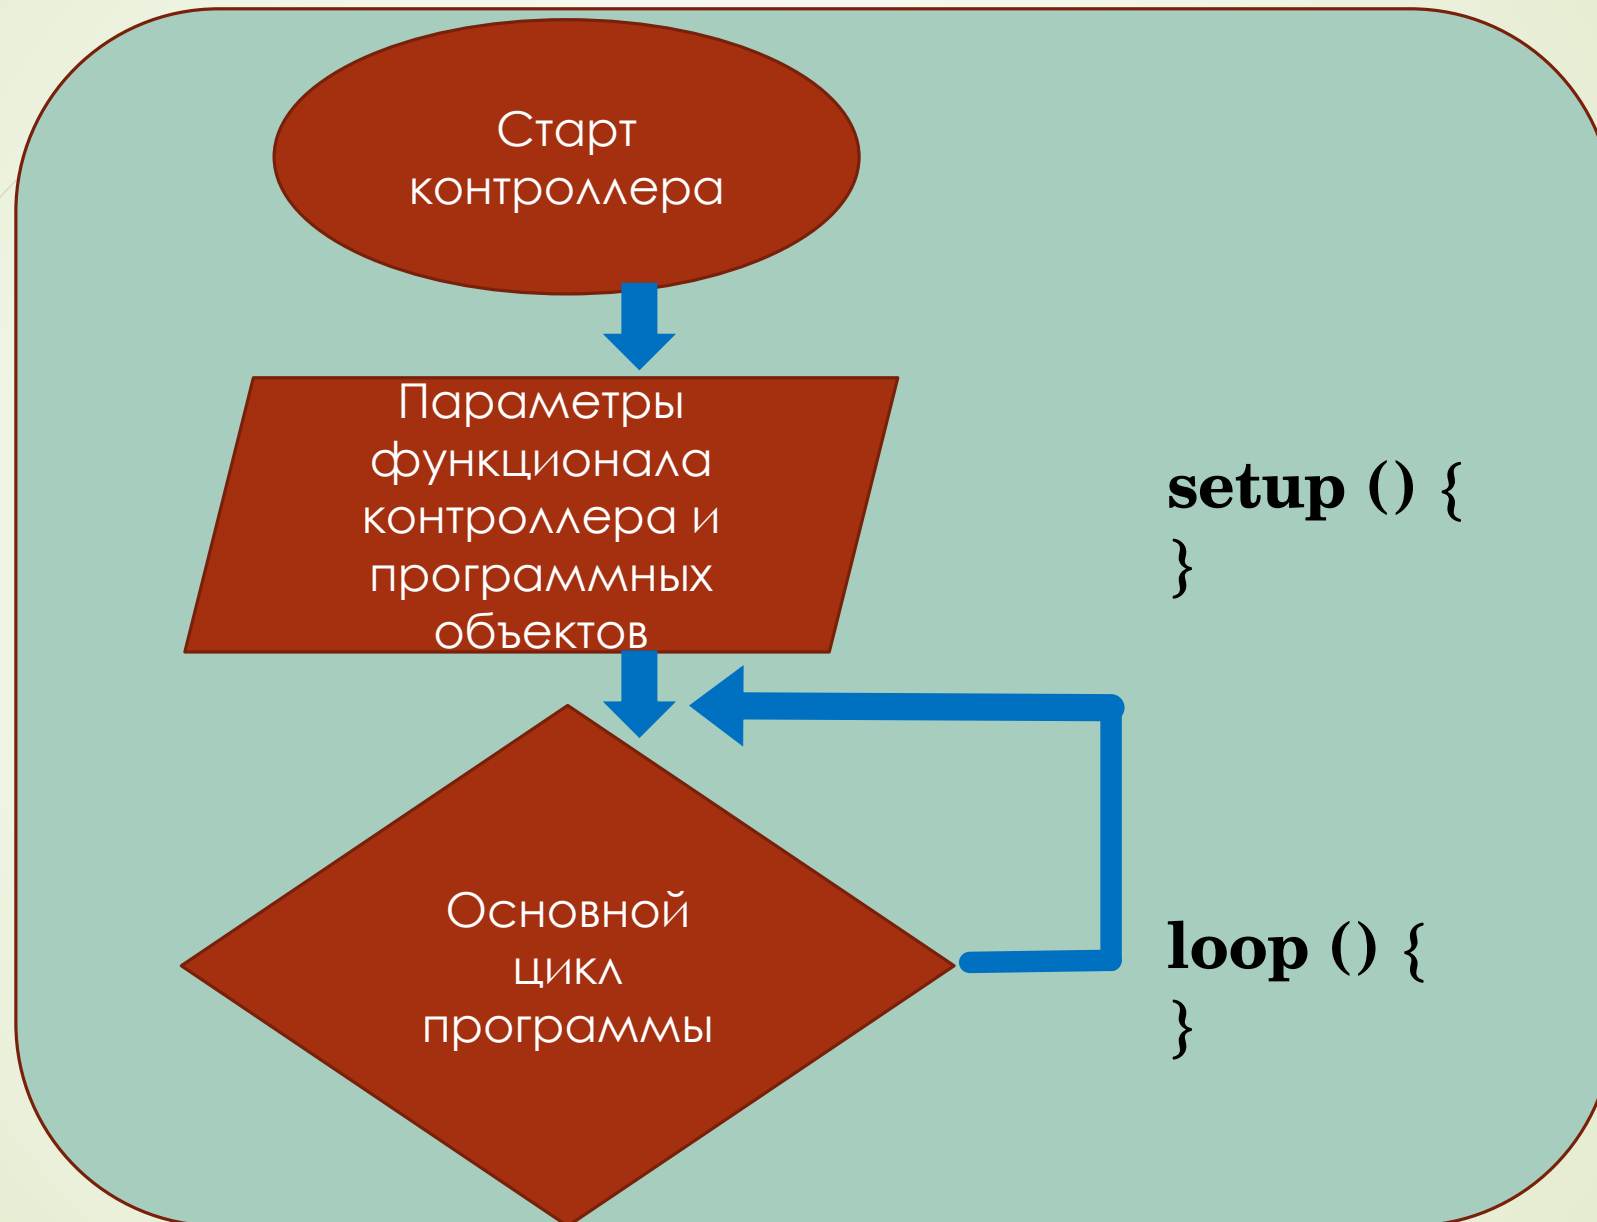 Старт
контроллера
Параметры
функционала
контроллера и
программных
объектов
setup () {
}
Основной
цикл
программы
loop () {
}